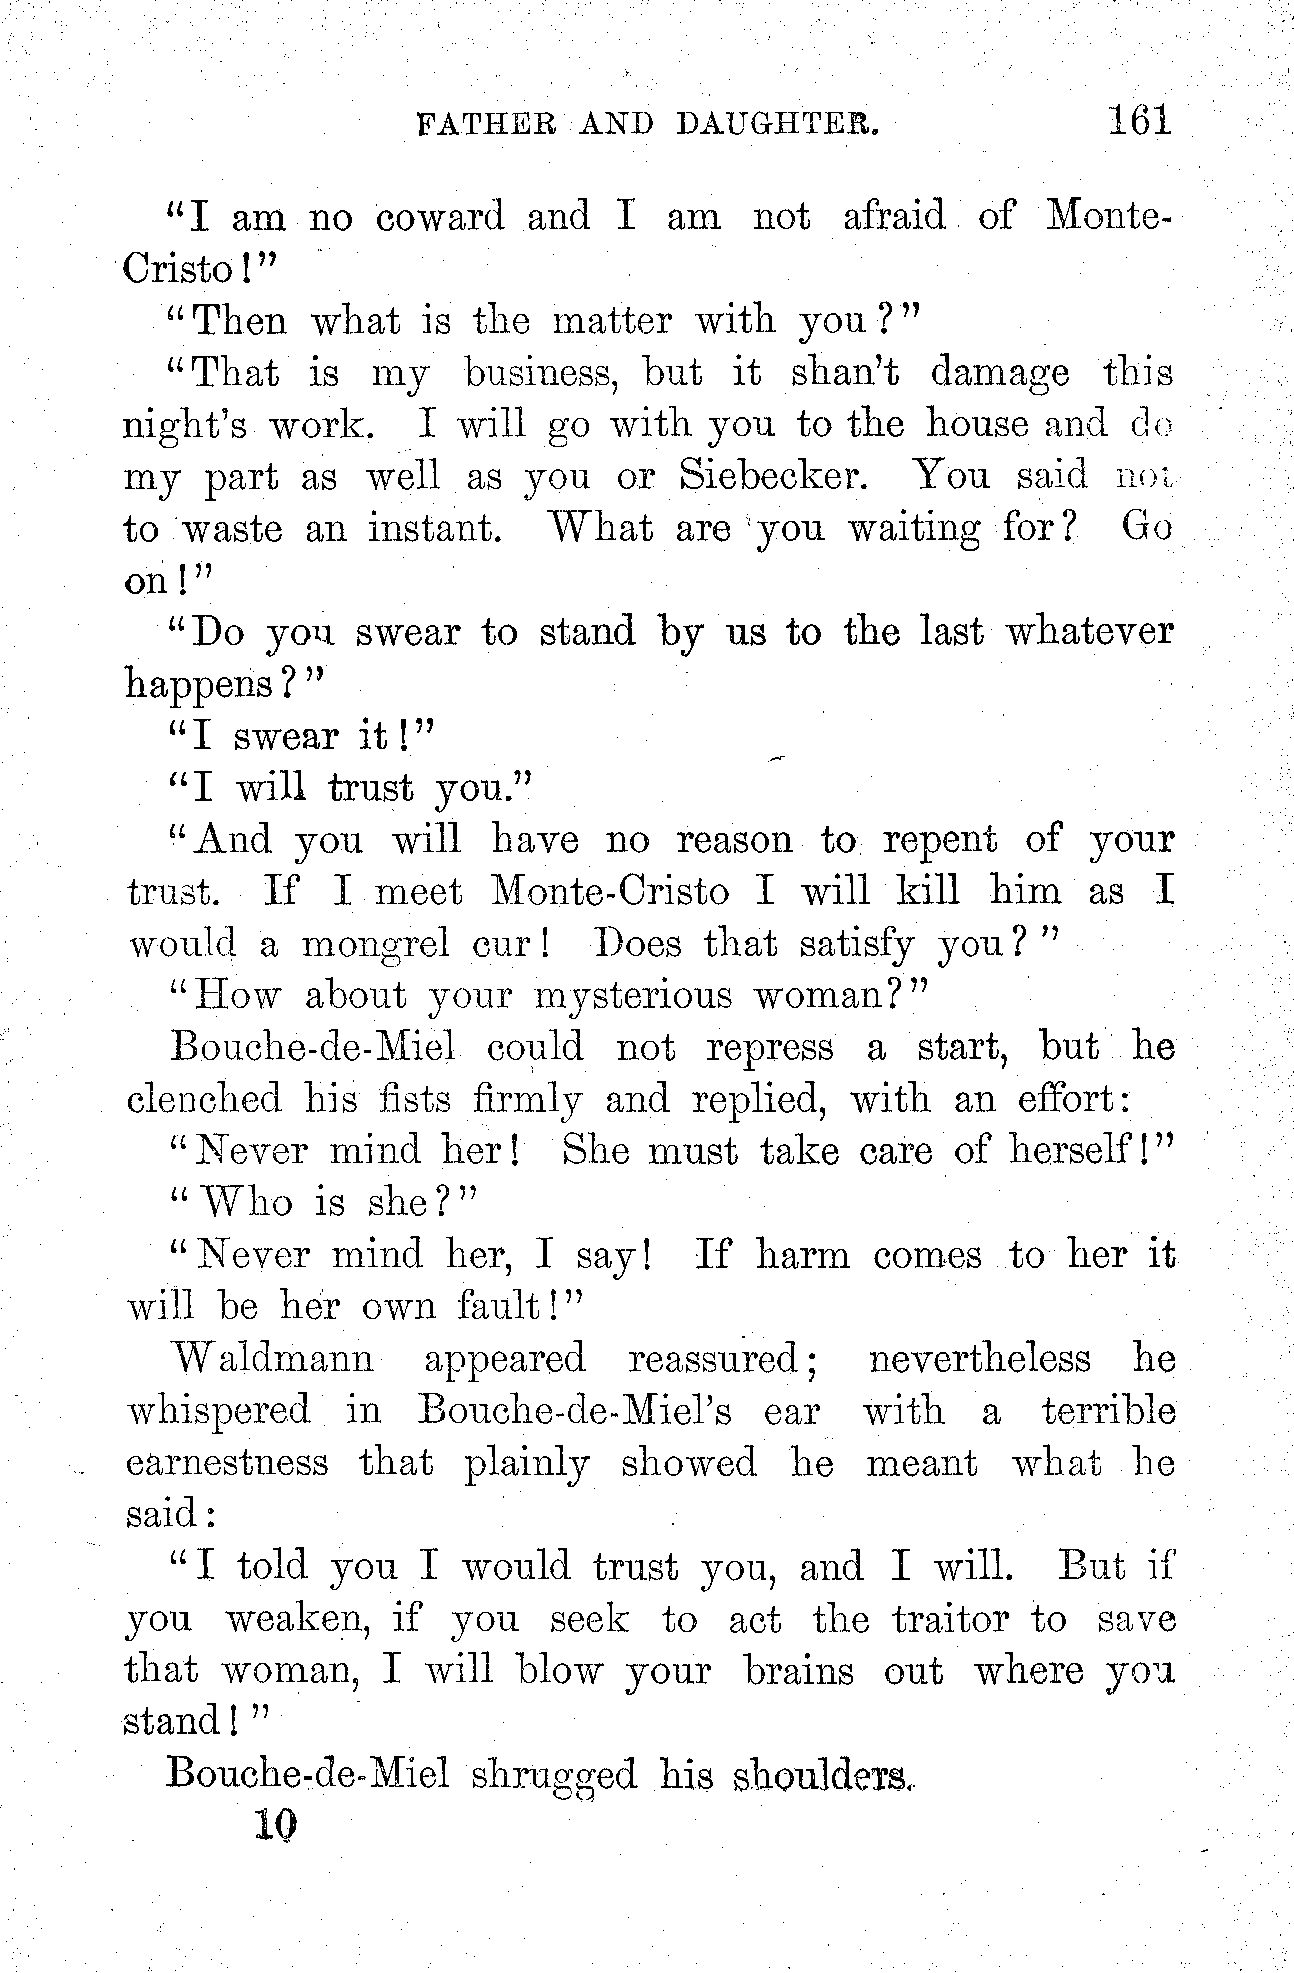 FATHER AND DAUGHTER. 161
“I am no coward and I am not afraid of Monte-
Cristo!”
“Then what is the matter with you?”
“That is my business, but it shan’t damage this
night’s work. I will go with you to the house and do
my part as well as you or Siebecker. You said not
to waste an instant. What are you waiting for? Go
on!”
“Do you swear to stand by us to the last whatever
happens?”
“I swear it!”
“I will trust you.”
“And you will have no reason to repent of your
trust. If I meet Monte-Cristo I will kill him as I
would a mongrel cur! Does that satisfy you?”
“How about your mysterious woman?”
Bouche-de-Miel could not repress a start, but he
clenched his fists firmly and replied, with an effort:
“Never mind her! She must take care of herself!”
“Who is she?”
“Never mind her, I say! If harm comes to her it
will be her own fault!”
Waldmann appeared reassured; nevertheless he
whispered in Bouche-de-Miel’s ear with a terrible
earnestness that plainly showed he meant what he
said:
“I told you I would trust you, and I will. But if
you weaken, if you seek to act the traitor to save
that woman, I will blow your brains out where you
stand!”
Bouche-de-Miel shrugged his shoulders.
10